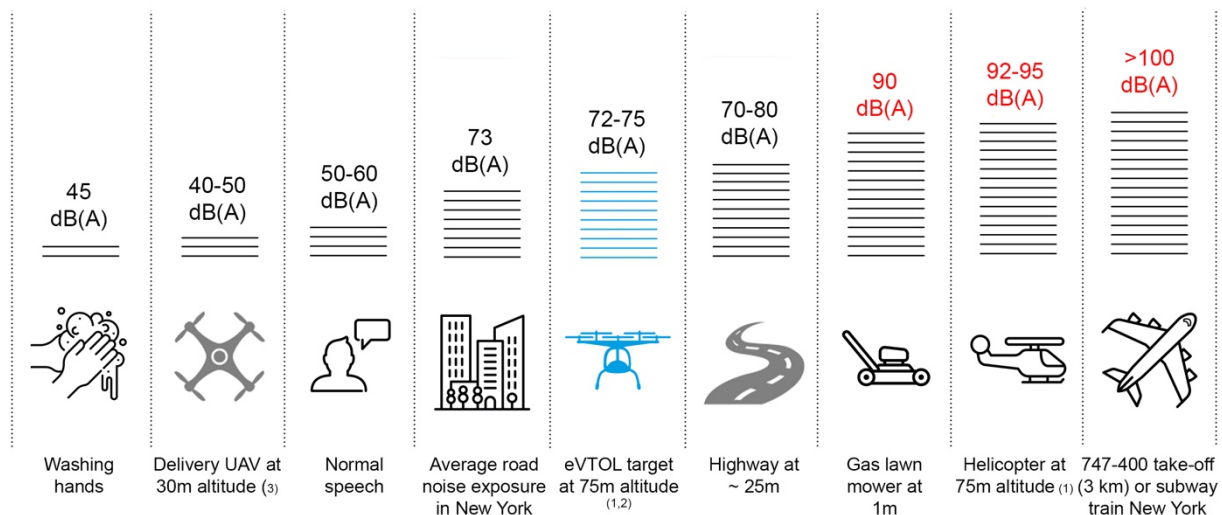 45
dB(A)
40-50
dB(A)
50-60
dB(A)
73
dB(A)
72-75
dB(A)
70-80
dB(A)
90
dB(A)
92-95
dB(A)
>100
dB(A)
Washing
hands
Delivery UAV at
30m altitude (3)
Normal
speech
Average road
noise exposure
in New York
eVTOL target
at 75m altitude
(1,2)
Highway at
~ 25m
Gas lawn
mower at
1m
Helicopter at
75m altitude (1)
747-400 take-off
(3 km) or subway
train New York